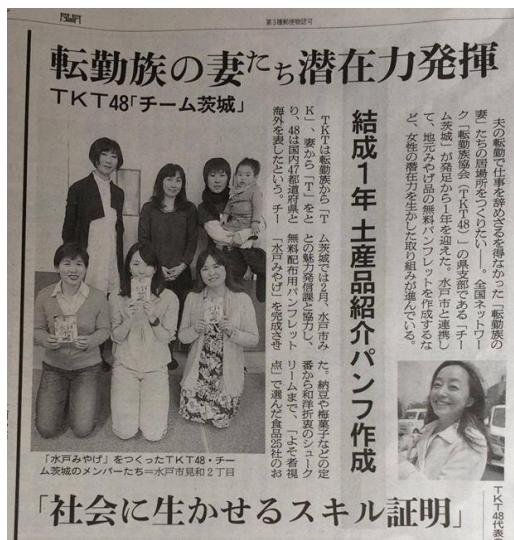 第3種郵便物認可
転勤族の妻たち潜在力発揮
TKT48「チーム茨城」
結成1年 土産品紹介パンフ作成
夫の転勤で仕事を辞めざるを得なかった「転勤族の
妻」たちの居場所をつくりたい――。全国ネットワー
ク「転勤族協会（TKT48）」の県支部である「チー
ム茨城」が発足から1年を迎えた。水戸市と連携し
て、地元みやげ品の無料パンフレットを作成するな
ど、女性の潜在力を生かした取り組みが進んでいる。
TKTは転勤族から「T
K」、妻から「T」をと
り、48は国内47都道府県と
海外を表したという。チー
ム茨城では2月、水戸市み
との魅力発信課と協力し、
無料配布用パンフレット
「水戸みやげ」を完成させ
た。納豆や梅菓子などの定
番から和洋折衷のシューク
リームまで、「よそ者視
点」で選んだ食品25社のお
「水戸みやげ」をつくったTKT48・チー
ム茨城のメンバーたち＝水戸市見和2丁目
TKT48代表の
「社会に生かせるスキル証明」